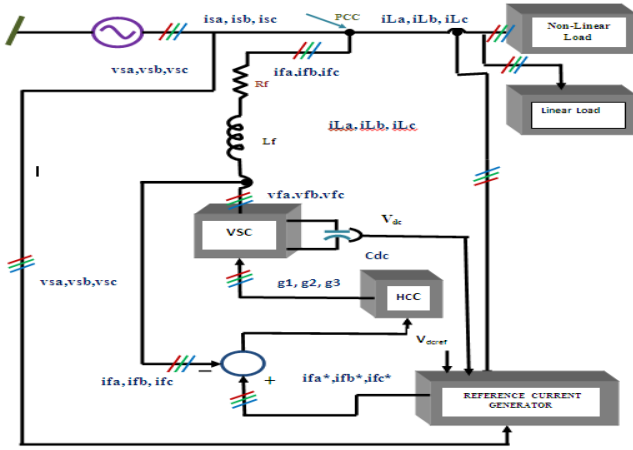 isa, isb, isc
PCC
iLa, iLb, iLc
Non-Linear
Load
vsa,vsb,vsc
ifa,ifb,ifc
Rf
Linear Load
iLa, iLb, iLc
Lf
vfa,vfb,vfc
VSC
Vdc
Cdc
vsa,vsb,vsc
g1, g2, g3
HCC
Vdcref
ifa, ifb, ifc
−
+
ifa*,ifb*,ifc*
REFERENCE CURRENT
GENERATOR